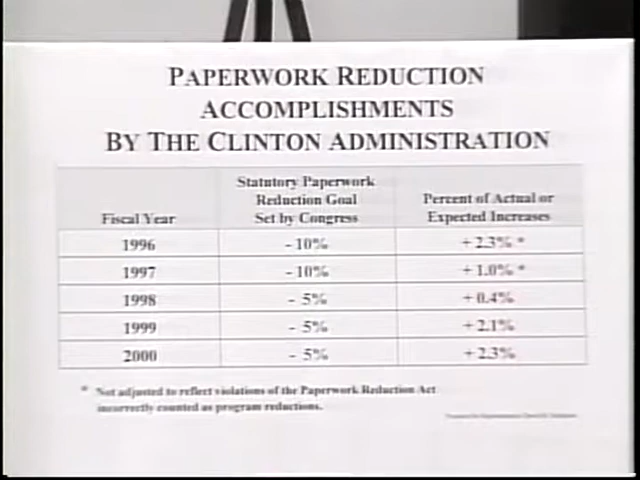 PAPERWORK REDUCTION
ACCOMPLISHMENTS
BY THE CLINTON ADMINISTRATION
Fiscal Year | Statutory Paperwork Reduction Goal Set by Congress | Percent of Actual or Expected Increases
1996 | - 10% | + 2.3% *
1997 | - 10% | + 1.0% *
1998 | - 5% | + 0.4%
1999 | - 5% | + 2.1%
2000 | - 5% | + 2.3%
* Not adjusted to reflect violations of the Paperwork Reduction Act
incorrectly counted as program reductions.